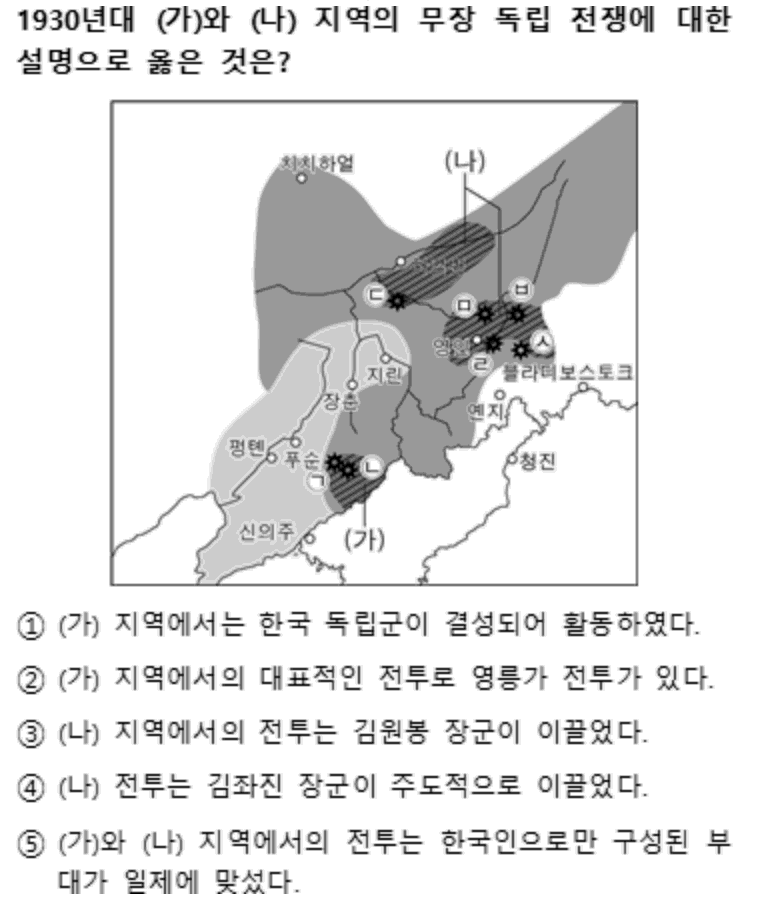 1930년대 (가)와 (나) 지역의 무장 독립 전쟁에 대한
설명으로 옳은 것은?
치치하얼
(나)
ㄷ
ㅁ
ㅂ
ㅅ
ㄹ
블라디보스토크
지린
장춘
옌지
펑톈
푸순
ㄴ
ㄱ
청진
신의주
(가)
① (가) 지역에서는 한국 독립군이 결성되어 활동하였다.
② (가) 지역에서의 대표적인 전투로 영릉가 전투가 있다.
③ (나) 지역에서의 전투는 김원봉 장군이 이끌었다.
④ (나) 전투는 김좌진 장군이 주도적으로 이끌었다.
⑤ (가)와 (나) 지역에서의 전투는 한국인으로만 구성된 부
대가 일제에 맞섰다.